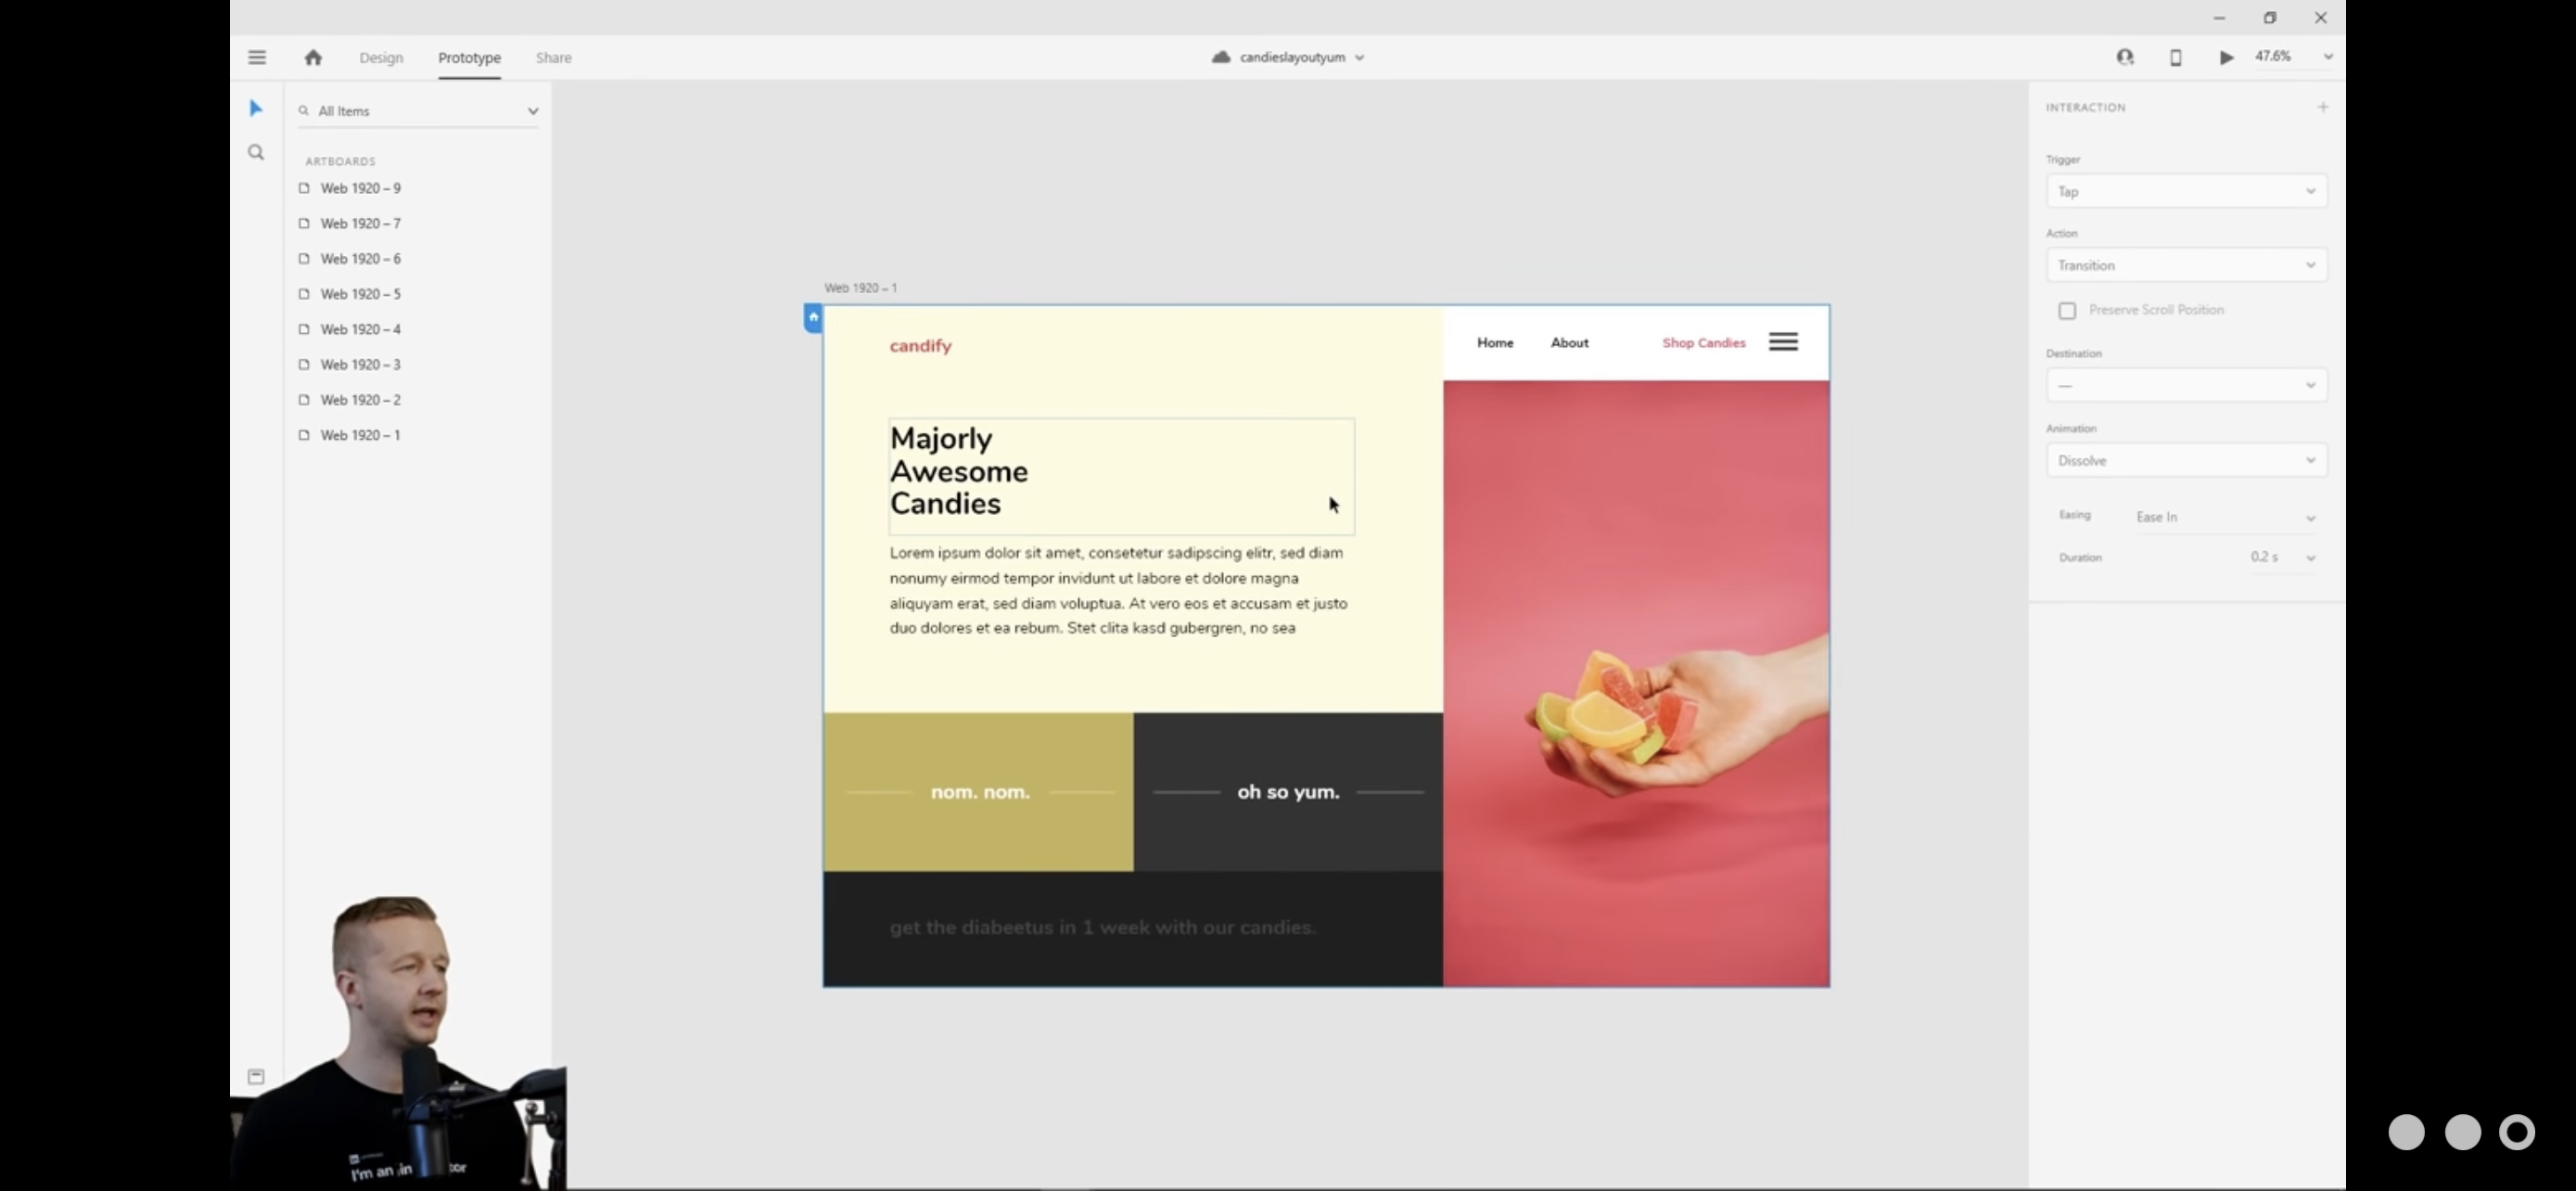 Design
Prototype
Share
candieslayoutyum
47.6%
All Items
ARTBOARDS
Web 1920 – 9
Web 1920 – 7
Web 1920 – 6
Web 1920 – 5
Web 1920 – 4
Web 1920 – 3
Web 1920 – 2
Web 1920 – 1
Web 1920 – 1
candify
Home
About
Shop Candies
Majorly
Awesome
Candies
Lorem ipsum dolor sit amet, consetetur sadipscing elitr, sed diam
nonumy eirmod tempor invidunt ut labore et dolore magna
aliquyam erat, sed diam voluptua. At vero eos et accusam et justo
duo dolores et ea rebum. Stet clita kasd gubergren, no sea
nom. nom.
oh so yum.
get the diabeetus in 1 week with our candies.
INTERACTION
Trigger
Tap
Action
Transition
Preserve Scroll Position
Destination
—
Animation
Dissolve
Easing
Ease In
Duration
0.2 s
I'm an in